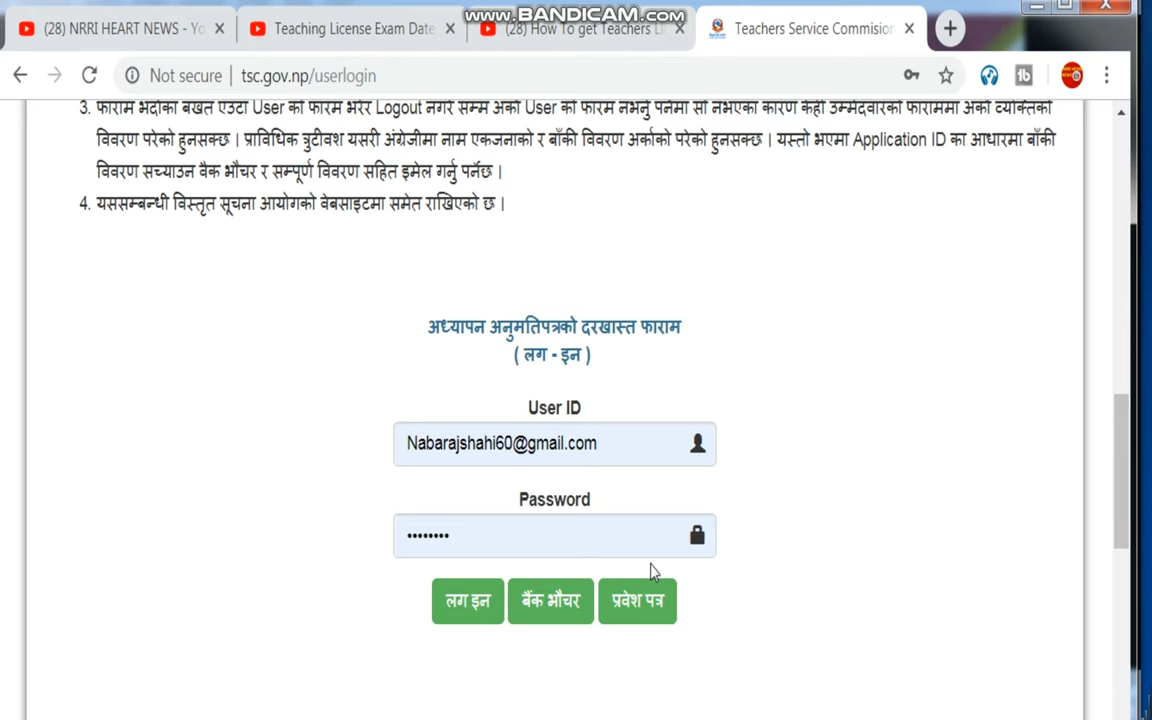 www.BANDICAM.com
(28) NRRI HEART NEWS - Yo
Teaching License Exam Date
(28) How To get Teachers Li
Teachers Service Commision
Not secure | tsc.gov.np/userlogin
3. फाराम भर्दाको बखत एउटा User को फारम भरेर Logout नगरे सम्म अर्को User को फारम नभर्नु पर्नेमा सो नभएको कारण केही उम्मेदवारको फाराममा अर्को व्यक्तिको
विवरण परेको हुनसक्छ । प्राविधिक त्रुटीवश यसरी अंग्रेजीमा नाम एकजनाको र बाँकी विवरण अर्काको परेको हुनसक्छ । यस्तो भएमा Application ID का आधारमा बाँकी
विवरण सच्याउन वैक भौचर र सम्पूर्ण विवरण सहित इमेल गर्नु पर्नेछ ।
4. यससम्बन्धी विस्तृत सूचना आयोगको वेबसाइटमा समेत राखिएको छ ।
अध्यापन अनुमतिपत्रको दरखास्त फाराम
( लग - इन )
User ID
Nabarajshahi60@gmail.com
Password
••••••••
लग इन
बैंक भौचर
प्रवेश पत्र